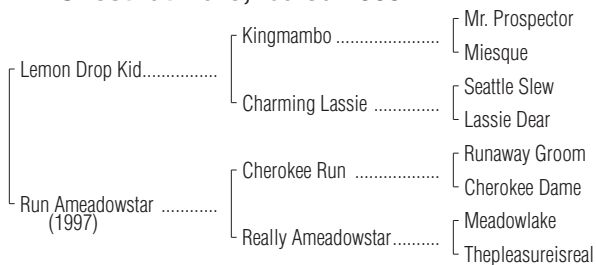 Mr. Prospector
Kingmambo ....................
Miesque
Lemon Drop Kid...............
Seattle Slew
Charming Lassie .............
Lassie Dear
Runaway Groom
Cherokee Run .................
Cherokee Dame
Run Ameadowstar ...........
(1997)
Meadowlake
Really Ameadowstar..........
Thepleasureisreal